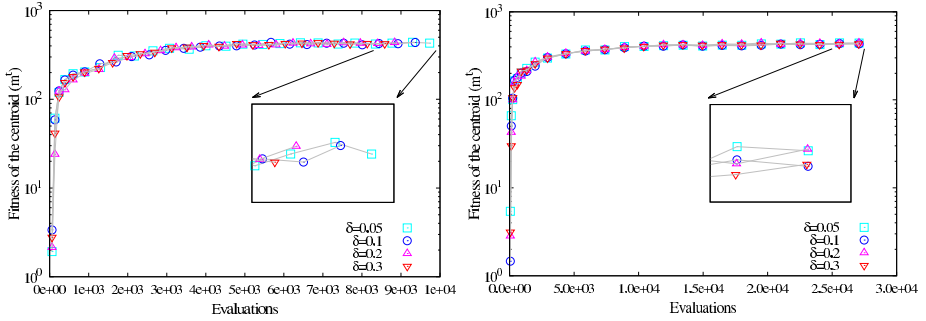 Fitness of the centroid (mᵗ)
10³
10²
10¹
10⁰
0e+00 1e+03 2e+03 3e+03 4e+03 5e+03 6e+03 7e+03 8e+03 9e+03 1e+04
Evaluations
δ=0.05
δ=0.1
δ=0.2
δ=0.3
Fitness of the centroid (mᵗ)
10³
10²
10¹
10⁰
0.0e+00 5.0e+03 1.0e+04 1.5e+04 2.0e+04 2.5e+04 3.0e+04
Evaluations
δ=0.05
δ=0.1
δ=0.2
δ=0.3